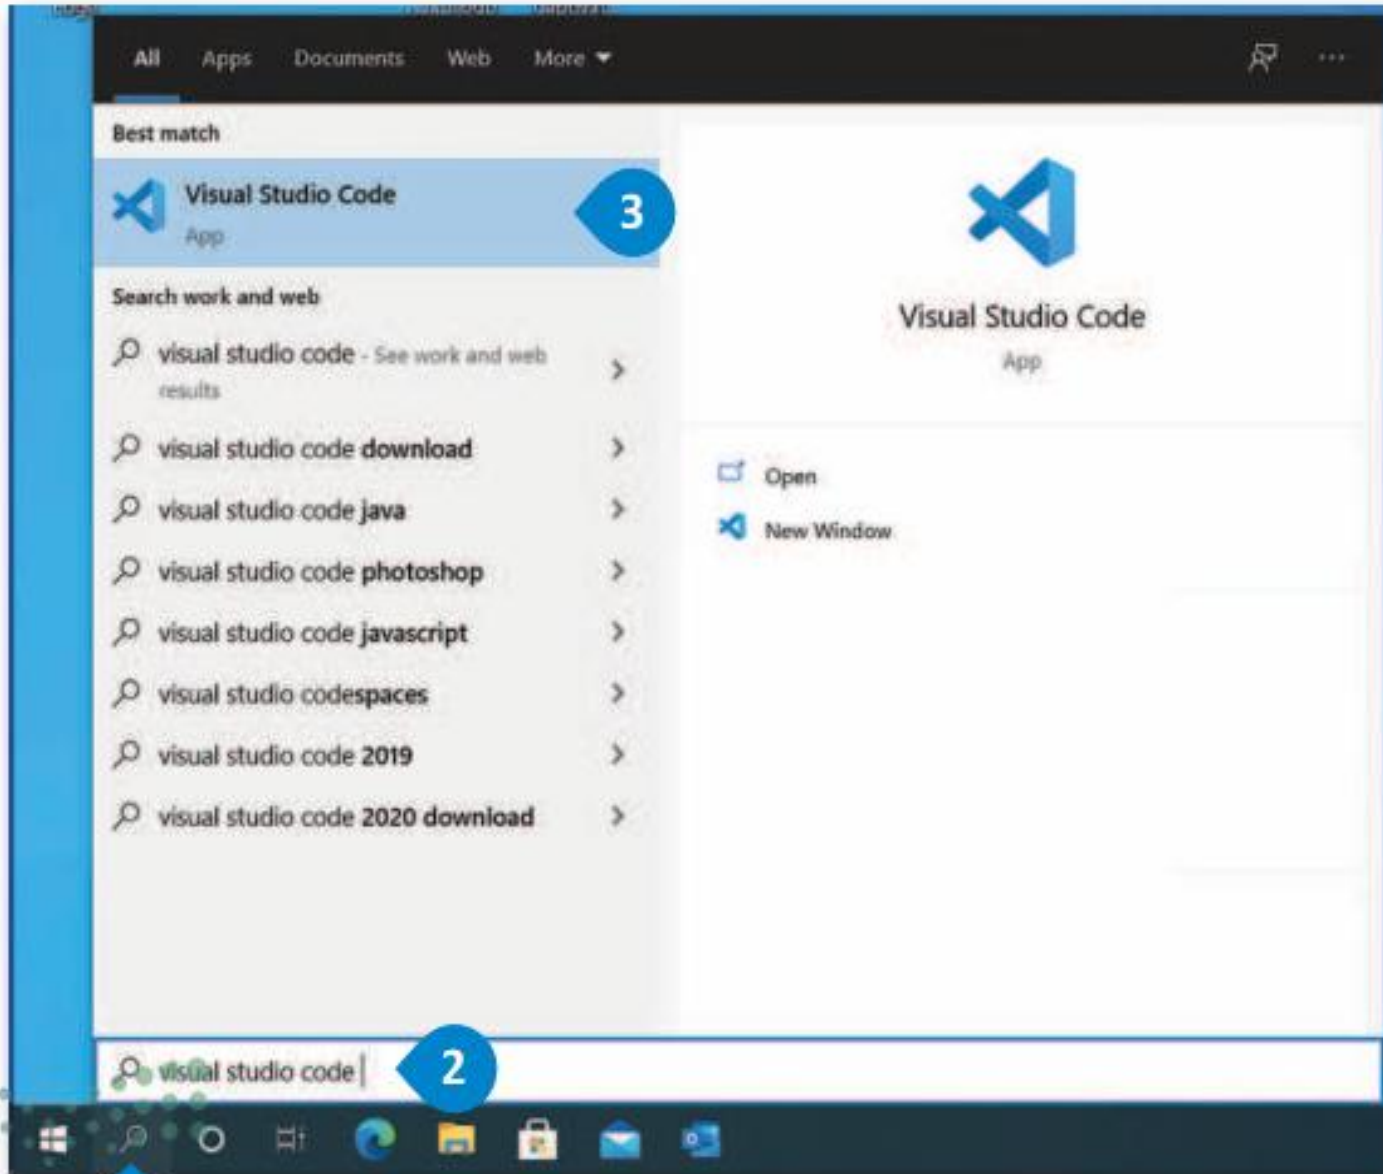 All Apps Documents Web More
Best match
Visual Studio Code
App
3
Search work and web
visual studio code - See work and web
results
visual studio code download
visual studio code java
visual studio code photoshop
visual studio code javascript
visual studio codespaces
visual studio code 2019
visual studio code 2020 download
Visual Studio Code
App
Open
New Window
visual studio code
2